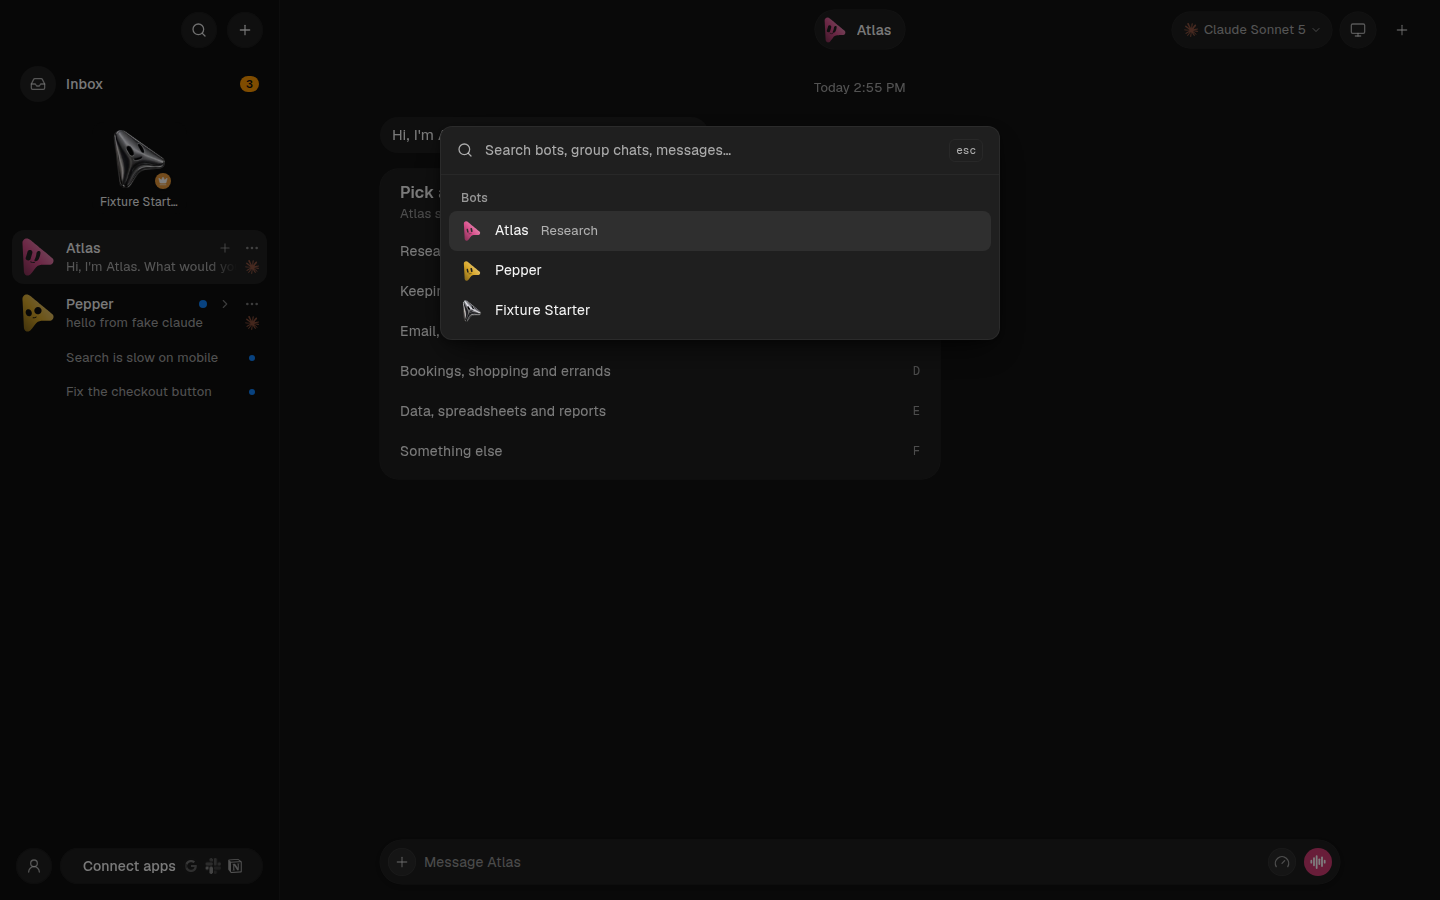 Atlas
Claude Sonnet 5
Inbox
3
Today 2:55 PM
Hi, I'm
Search bots, group chats, messages…
esc
Fixture Start…
Pick
Atlas
Bots
Atlas Research
Pepper
Fixture Starter
Atlas
Hi, I'm Atlas. What would yo
Pepper
hello from fake claude
Search is slow on mobile
Fix the checkout button
Email,
Bookings, shopping and errands D
Data, spreadsheets and reports E
Something else F
Connect apps
Message Atlas